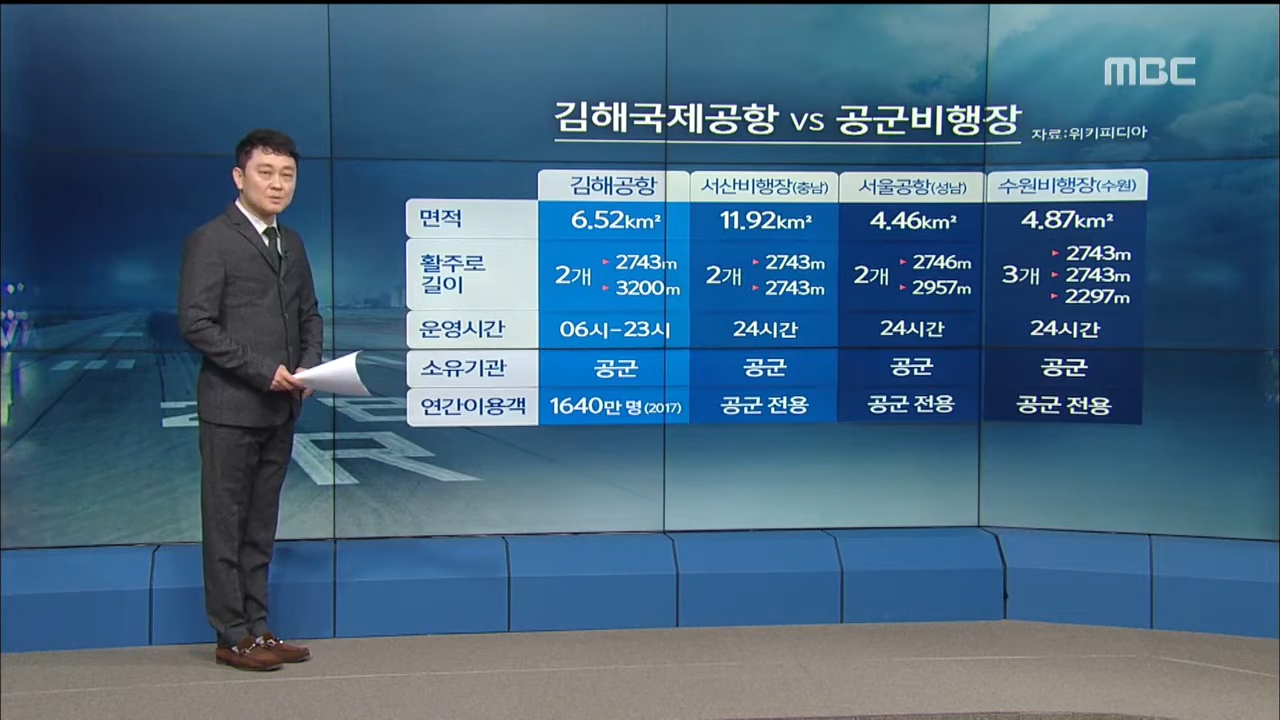 MBC
김해국제공항 vs 공군비행장 자료:위키피디아
김해공항 서산비행장(충남) 서울공항(성남) 수원비행장(수원)
면적 6.52km² 11.92km² 4.46km² 4.87km²
활주로 길이 2개 ▶ 2743m ▶ 3200m 2개 ▶ 2743m ▶ 2743m 2개 ▶ 2746m ▶ 2957m 3개 ▶ 2743m ▶ 2743m ▶ 2297m
운영시간 06시-23시 24시간 24시간 24시간
소유기관 공군 공군 공군 공군
연간이용객 1640만 명(2017) 공군 전용 공군 전용 공군 전용
R